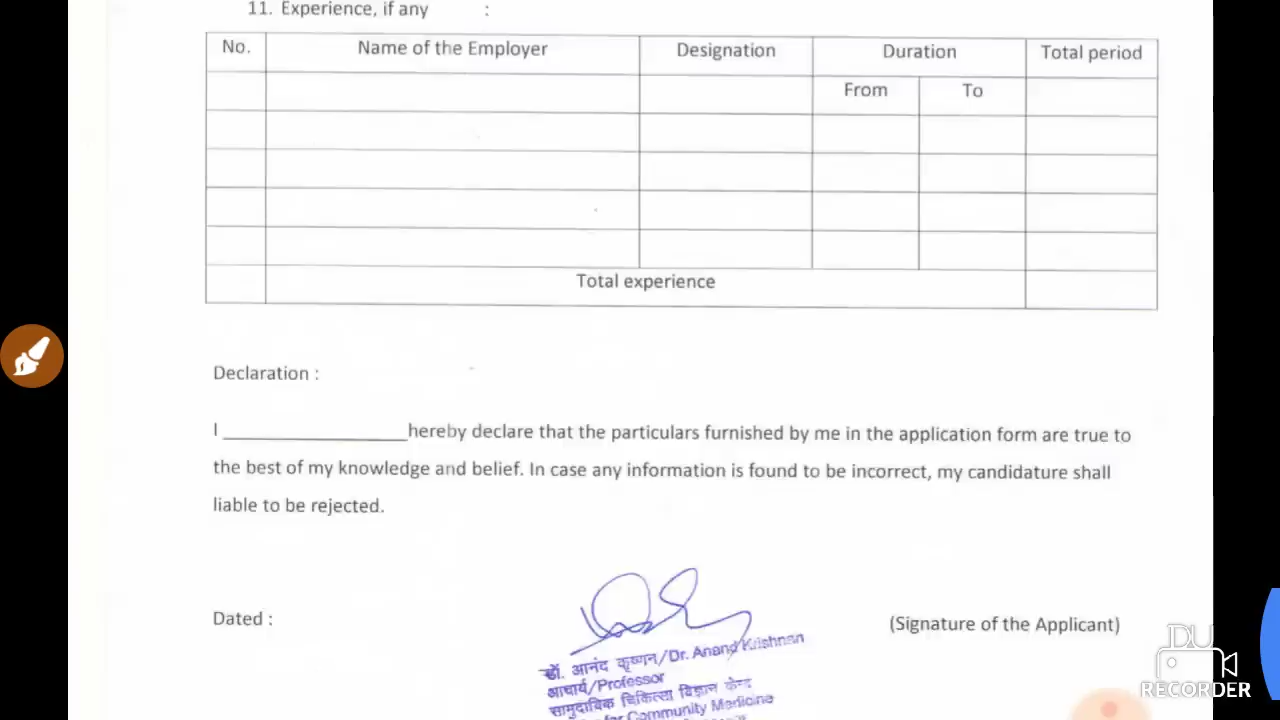 11. Experience, if any :
No. Name of the Employer Designation Duration Total period
From To
Total experience
Declaration :
I ________________hereby declare that the particulars furnished by me in the application form are true to
the best of my knowledge and belief. In case any information is found to be incorrect, my candidature shall
liable to be rejected.
Dated :
(Signature of the Applicant)
डॉ. आनंद कृष्णन/Dr. Anand Krishnan
आचार्य/Professor
सामुदायिक चिकित्सा विज्ञान केन्द्र
for Community Medicine
DU
RECORDER